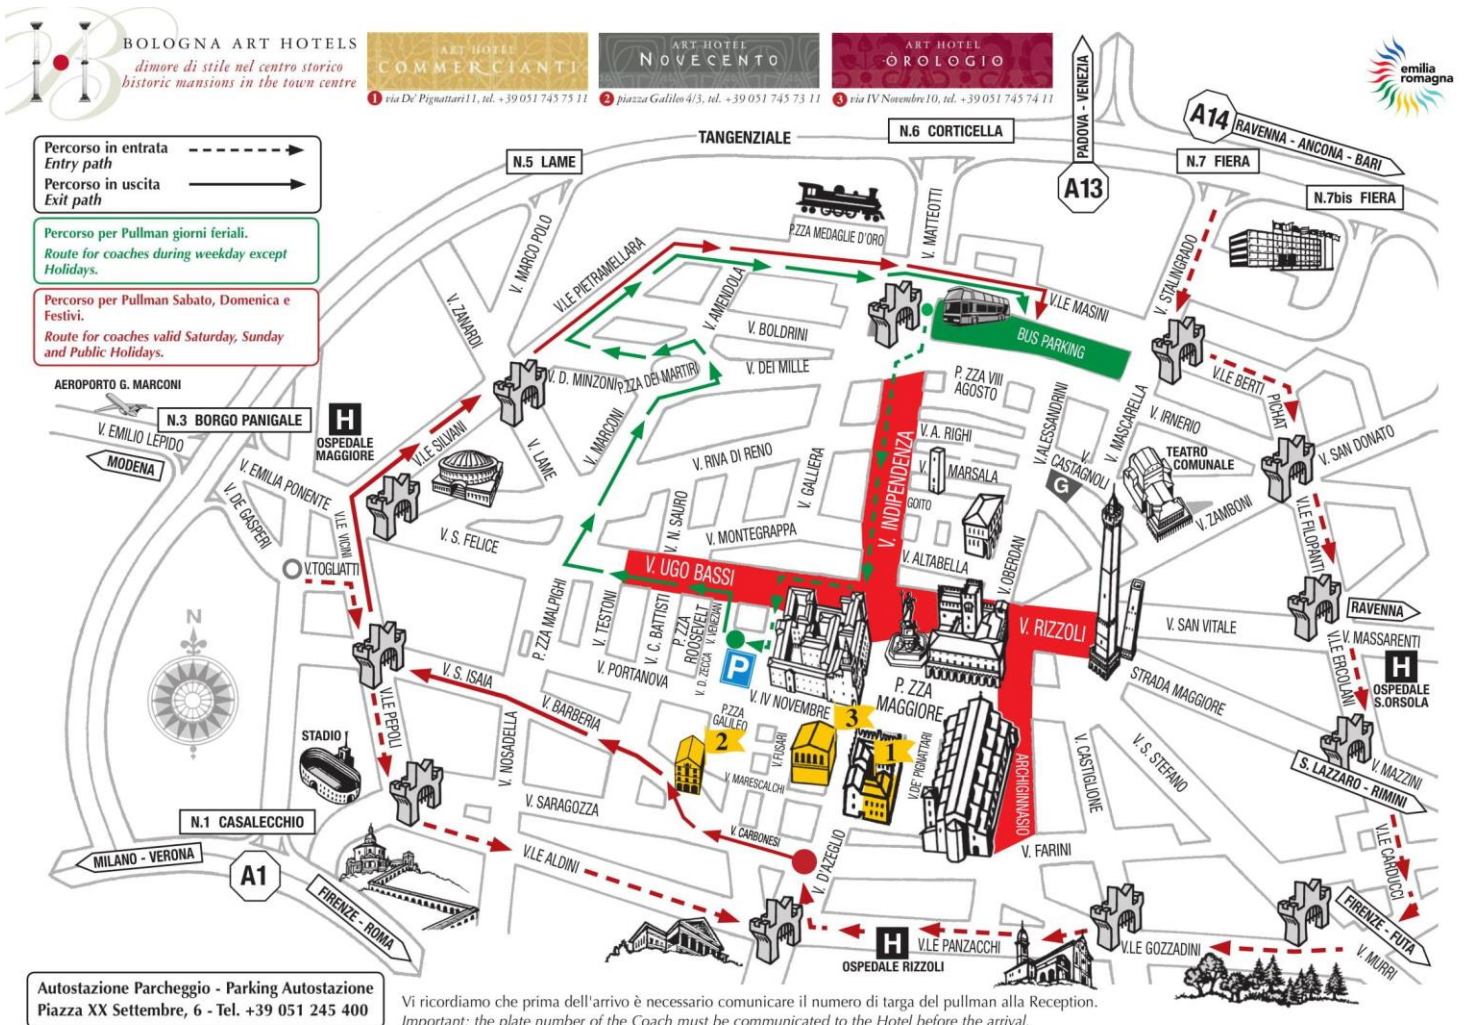 BOLOGNA ART HOTELS
dimore di stile nel centro storico
historic mansions in the town centre
ART HOTEL
COMMERCIANTI
1 via De' Pignattari 11, tel. +39 051 745 75 11
ART HOTEL
NOVECENTO
2 piazza Galileo 4/3, tel. +39 051 745 73 11
ART HOTEL
OROLOGIO
3 via IV Novembre 10, tel. +39 051 745 74 11
emilia
romagna
Percorso in entrata
Entry path
Percorso in uscita
Exit path
Percorso per Pullman giorni feriali.
Route for coaches during weekday except
Holidays.
Percorso per Pullman Sabato, Domenica e
Festivi.
Route for coaches valid Saturday, Sunday
and Public Holidays.
TANGENZIALE
N.5 LAME
N.6 CORTICELLA
PADOVA - VENEZIA
A13
A14
RAVENNA - ANCONA - BARI
N.7 FIERA
N.7bis FIERA
V. MARCO POLO
V. ZANARDI
V.LE PIETRAMELLARA
P.ZZA MEDAGLIE D'ORO
V. MATTEOTTI
V. STALINGRADO
V. AMENDOLA
V. BOLDRINI
V.LE MASINI
BUS PARKING
V. D. MINZONI
P.ZZA DEI MARTIRI
V. DEI MILLE
P. ZZA VIII
AGOSTO
V.LE BERTI
PICHAT
AEROPORTO G. MARCONI
N.3 BORGO PANIGALE
V. EMILIO LEPIDO
MODENA
H
OSPEDALE
MAGGIORE
V.LE SILVANI
V. LAME
V. MARCONI
V. RIVA DI RENO
V. GALLIERA
V. INDIPENDENZA
V. A. RIGHI
V. MARSALA
GOITO
V. ALESSANDRINI
V. MASCARELLA
V. IRNERIO
V. CASTAGNOLI
G
TEATRO
COMUNALE
V. SAN DONATO
V. ZAMBONI
V.LE FILOPANTI
V. EMILIA PONENTE
V. DE GASPERI
V.LE VICINI
V.TOGLIATTI
V. S. FELICE
V. N. SAURO
V. MONTEGRAPPA
V. ALTABELLA
V. OBERDAN
V. UGO BASSI
V. RIZZOLI
V. SAN VITALE
RAVENNA
V. MASSARENTI
H
OSPEDALE
S.ORSOLA
V.LE ERCOLANI
P. ZZA MALPIGHI
V. TESTONI
V. C. BATTISTI
P. ZZA
ROOSEVELT
V. VENEZIAN
V. D. ZECCA
V. PORTANOVA
P
N
V. S. ISAIA
V. BARBERIA
V. IV NOVEMBRE
P. ZZA
MAGGIORE
STRADA MAGGIORE
V.LE PEPOLI
STADIO
V. NOSADELLA
P.ZZA
GALILEO
2
3
1
V. FUSARI
V. MARESCALCHI
V. DE' PIGNATTARI
ARCHIGINNASIO
V. CASTIGLIONE
V. S. STEFANO
V. MAZZINI
S. LAZZARO - RIMINI
N.1 CASALECCHIO
MILANO - VERONA
A1
FIRENZE - ROMA
V. SARAGOZZA
V. CARBONESI
V. D'AZEGLIO
V. FARINI
V.LE ALDINI
V.LE CARDUCCI
H
OSPEDALE RIZZOLI
V.LE PANZACCHI
V.LE GOZZADINI
V. MURRI
FIRENZE - FUTA
Autostazione Parcheggio - Parking Autostazione
Piazza XX Settembre, 6 - Tel. +39 051 245 400
Vi ricordiamo che prima dell'arrivo è necessario comunicare il numero di targa del pullman alla Reception.
Important: the plate number of the Coach must be communicated to the Hotel before the arrival.